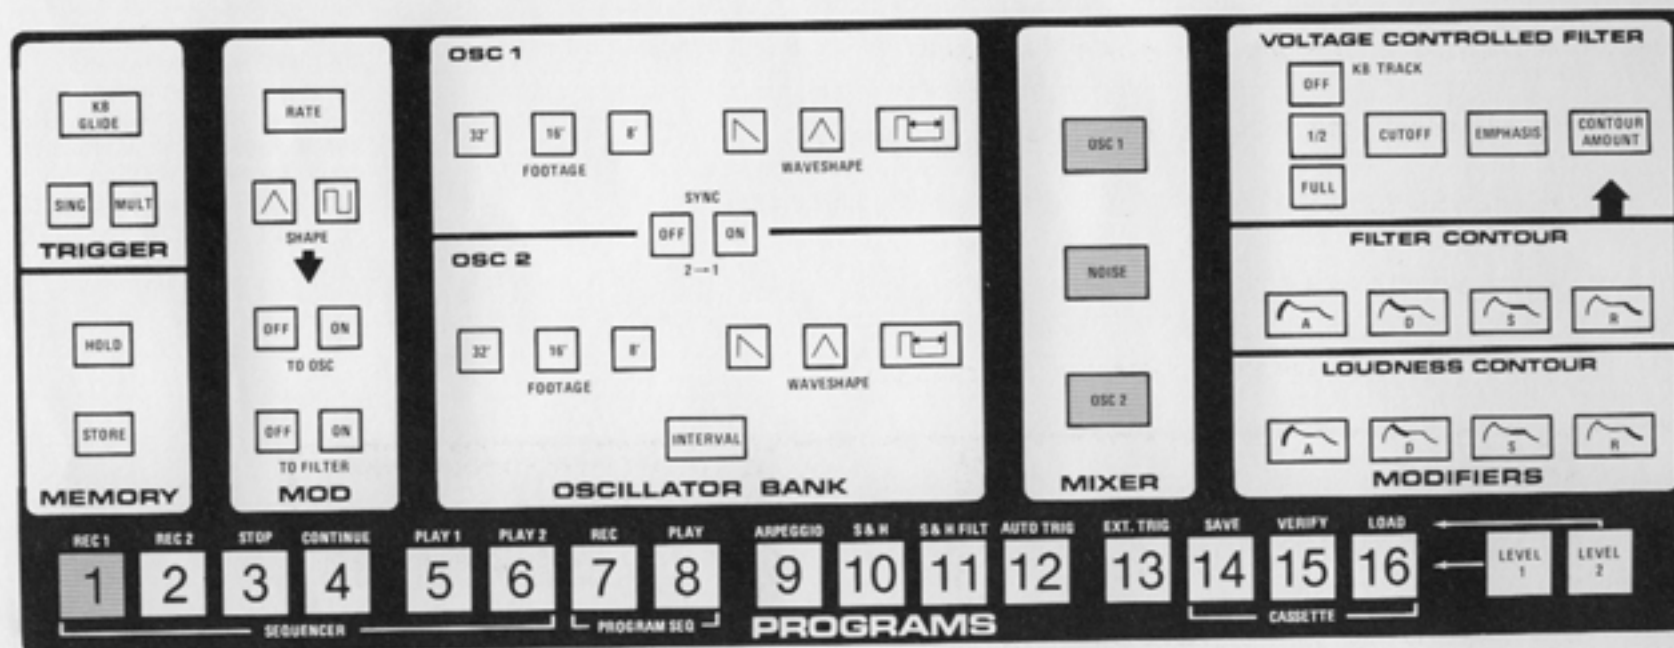 KB
GLIDE
SING MULT
TRIGGER
HOLD
STORE
MEMORY
RATE
SHAPE
OFF ON
TO OSC
OFF ON
TO FILTER
MOD
OSC 1
32' 16' 8'
FOOTAGE
WAVESHAPE
SYNC
OFF ON
2→1
OSC 2
32' 16' 8'
FOOTAGE
WAVESHAPE
INTERVAL
OSCILLATOR BANK
OSC 1
NOISE
OSC 2
MIXER
VOLTAGE CONTROLLED FILTER
KB TRACK
OFF
1/2
FULL
CUTOFF
EMPHASIS
CONTOUR
AMOUNT
FILTER CONTOUR
A D S R
LOUDNESS CONTOUR
A D S R
MODIFIERS
REC 1 REC 2 STOP CONTINUE PLAY 1 PLAY 2 REC PLAY ARPEGGIO S & H S & H FILT AUTO TRIG EXT. TRIG SAVE VERIFY LOAD
1 2 3 4 5 6 7 8 9 10 11 12 13 14 15 16
LEVEL
1
LEVEL
2
SEQUENCER
PROGRAM SEQ
PROGRAMS
CASSETTE